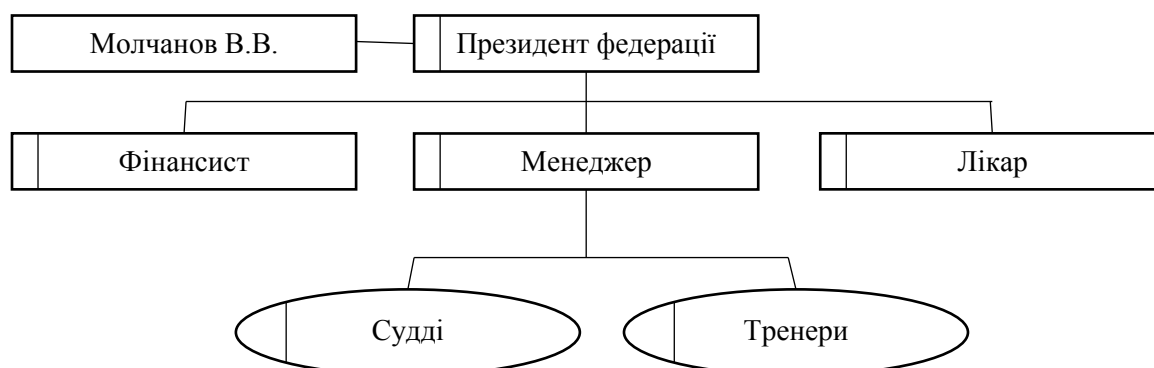 Молчанов В.В.
Президент федерації
Фінансист
Менеджер
Лікар
Судді
Тренери